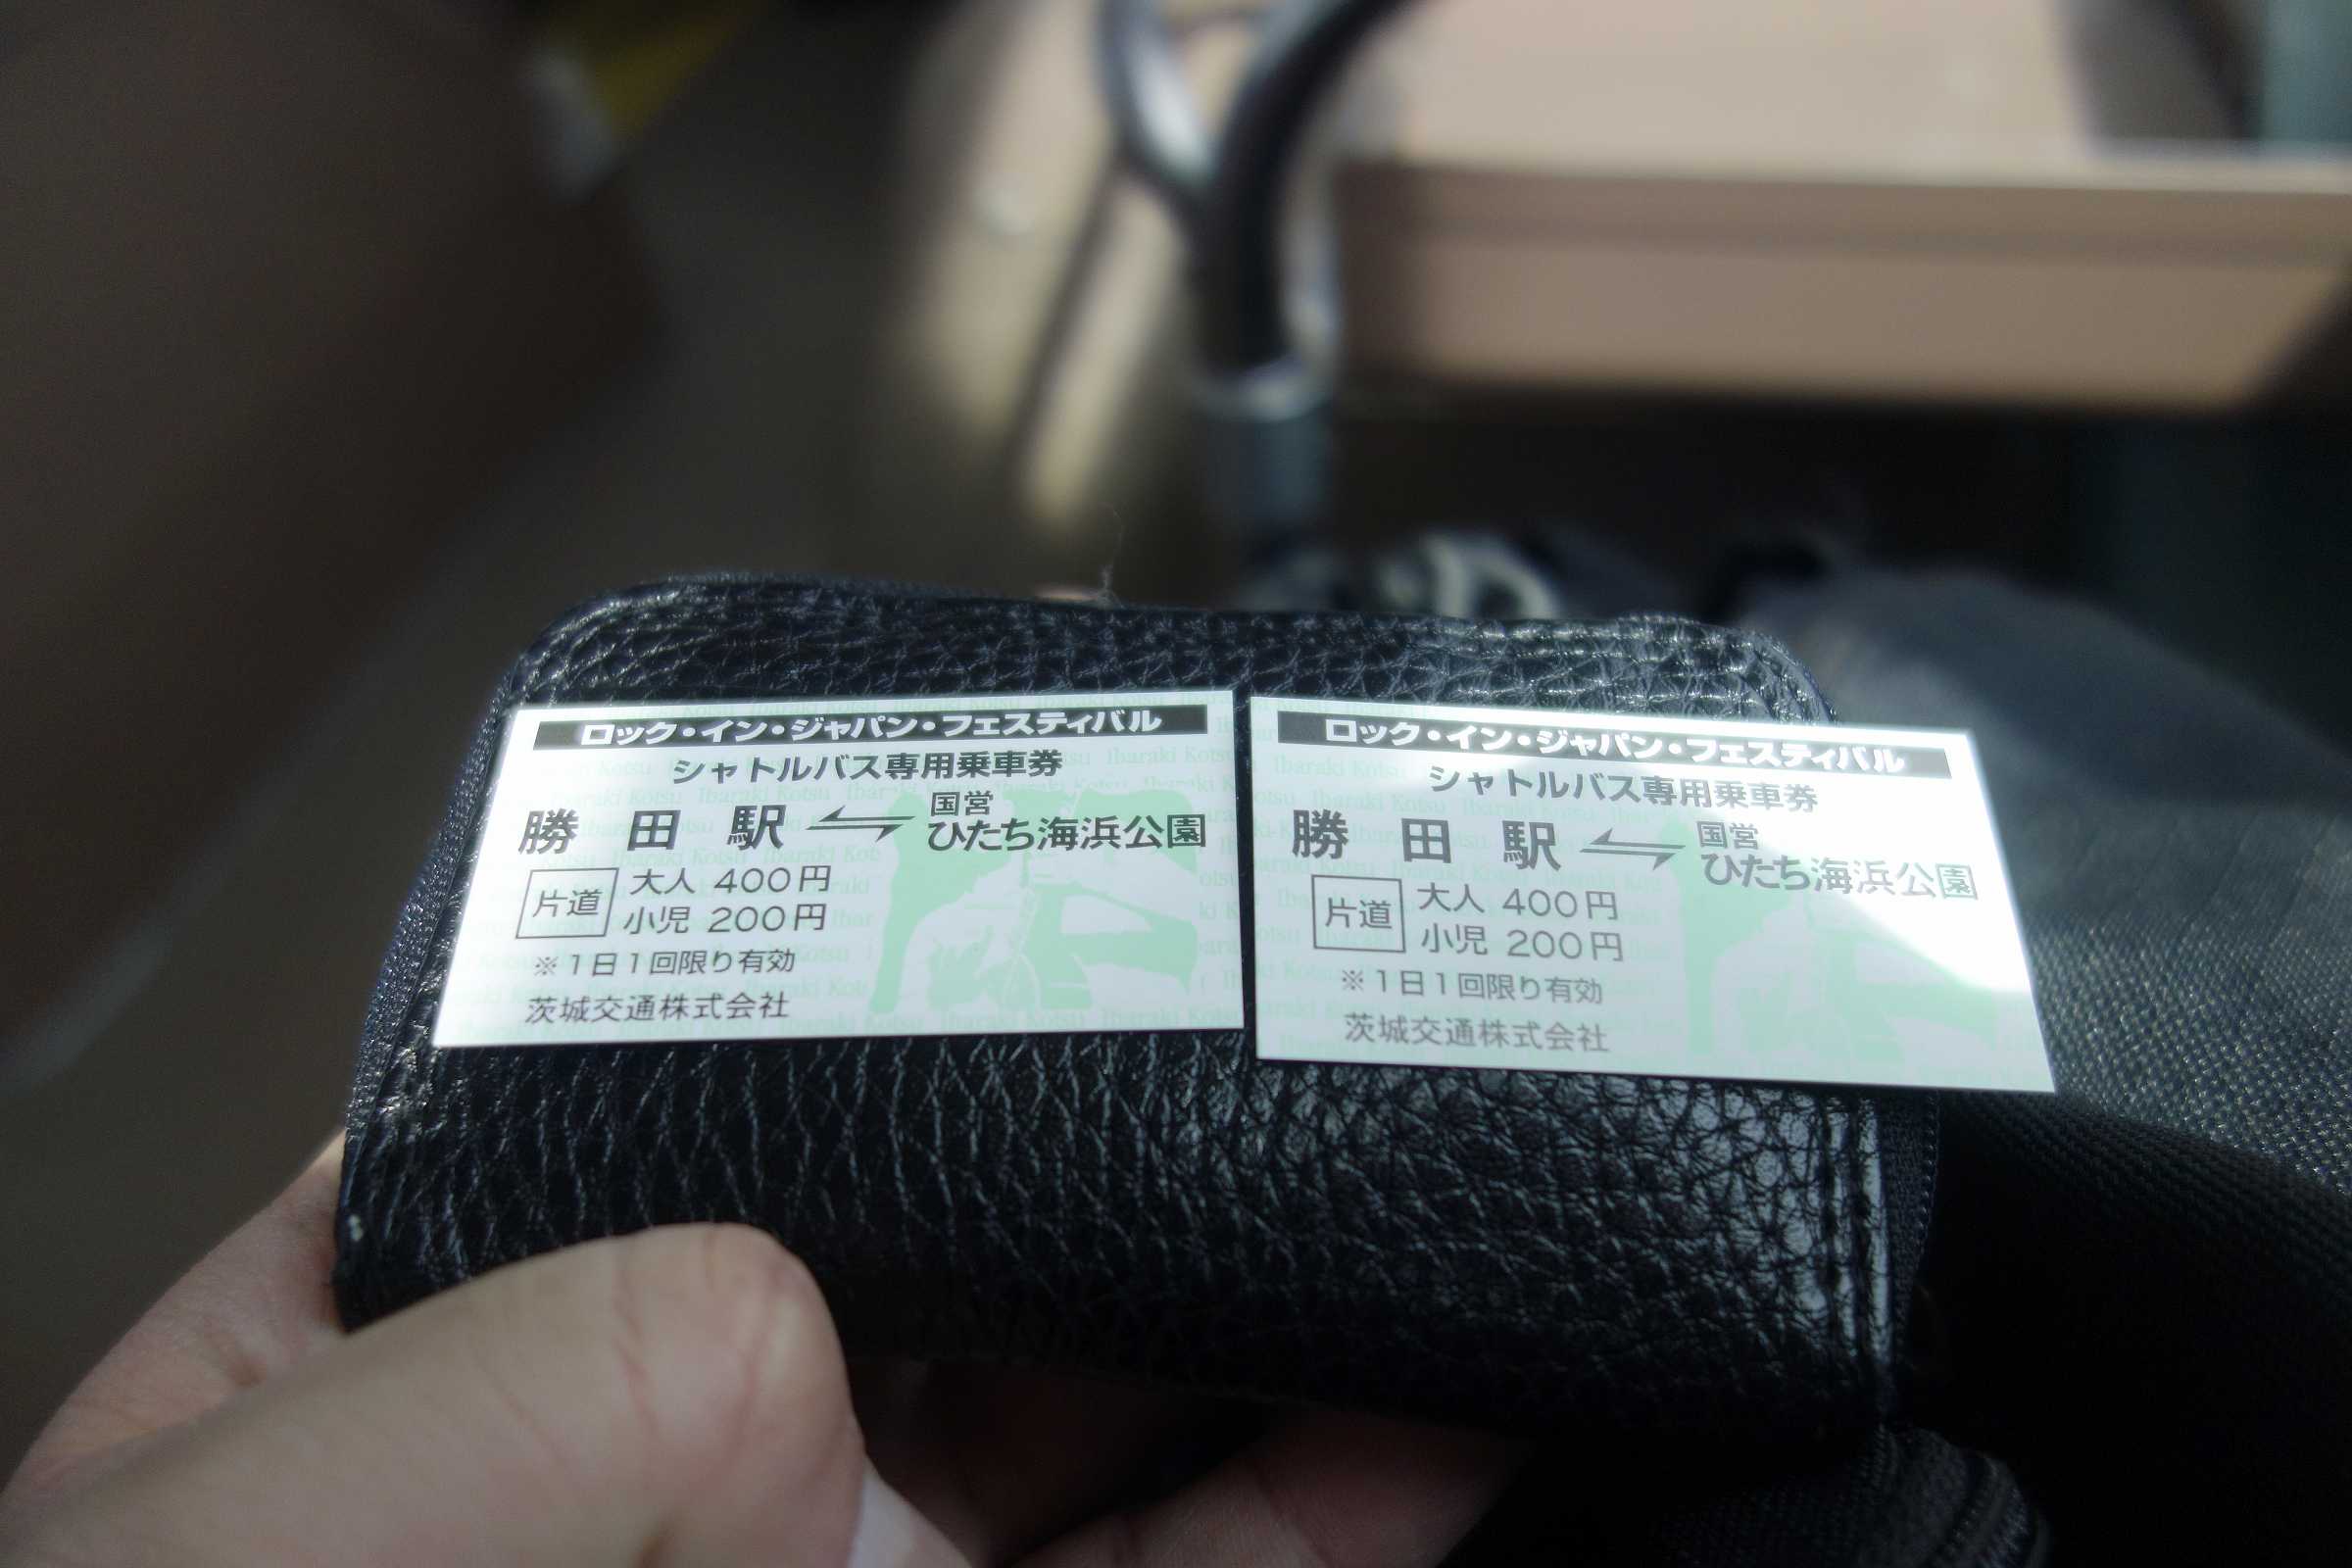 ロック・イン・ジャパン・フェスティバル
シャトルバス専用乗車券
勝田駅 ⇌ 国営ひたち海浜公園
片道 大人 400円
小児 200円
※1日1回限り有効
茨城交通株式会社
ロック・イン・ジャパン・フェスティバル
シャトルバス専用乗車券
勝田駅 ⇌ 国営ひたち海浜公園
片道 大人 400円
小児 200円
※1日1回限り有効
茨城交通株式会社
Ibaraki Kotsu